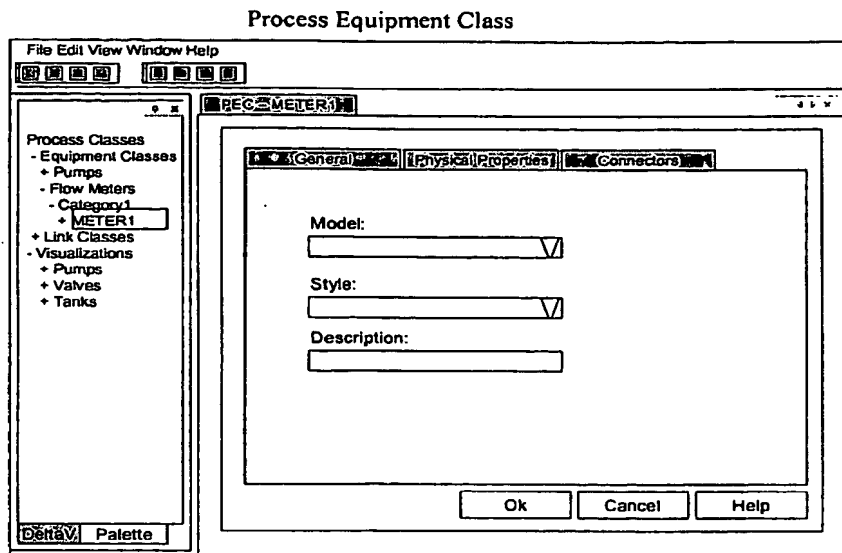 Process Equipment Class
File Edit View Window Help
PEC - METER1
Process Classes
- Equipment Classes
+ Pumps
- Flow Meters
- Category1
+ METER1
+ Link Classes
- Visualizations
+ Pumps
+ Valves
+ Tanks
General
Physical Properties
Connectors
Model:
Style:
Description:
Ok
Cancel
Help
DeltaV
Palette